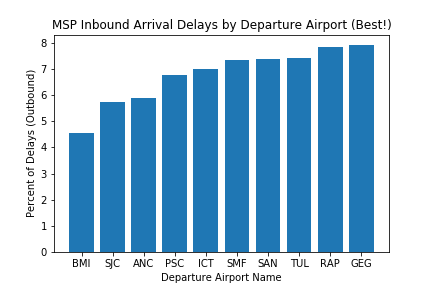 MSP Inbound Arrival Delays by Departure Airport (Best!)
8
7
6
5
4
3
2
1
0
Percent of Delays (Outbound)
BMI SJC ANC PSC ICT SMF SAN TUL RAP GEG
Departure Airport Name